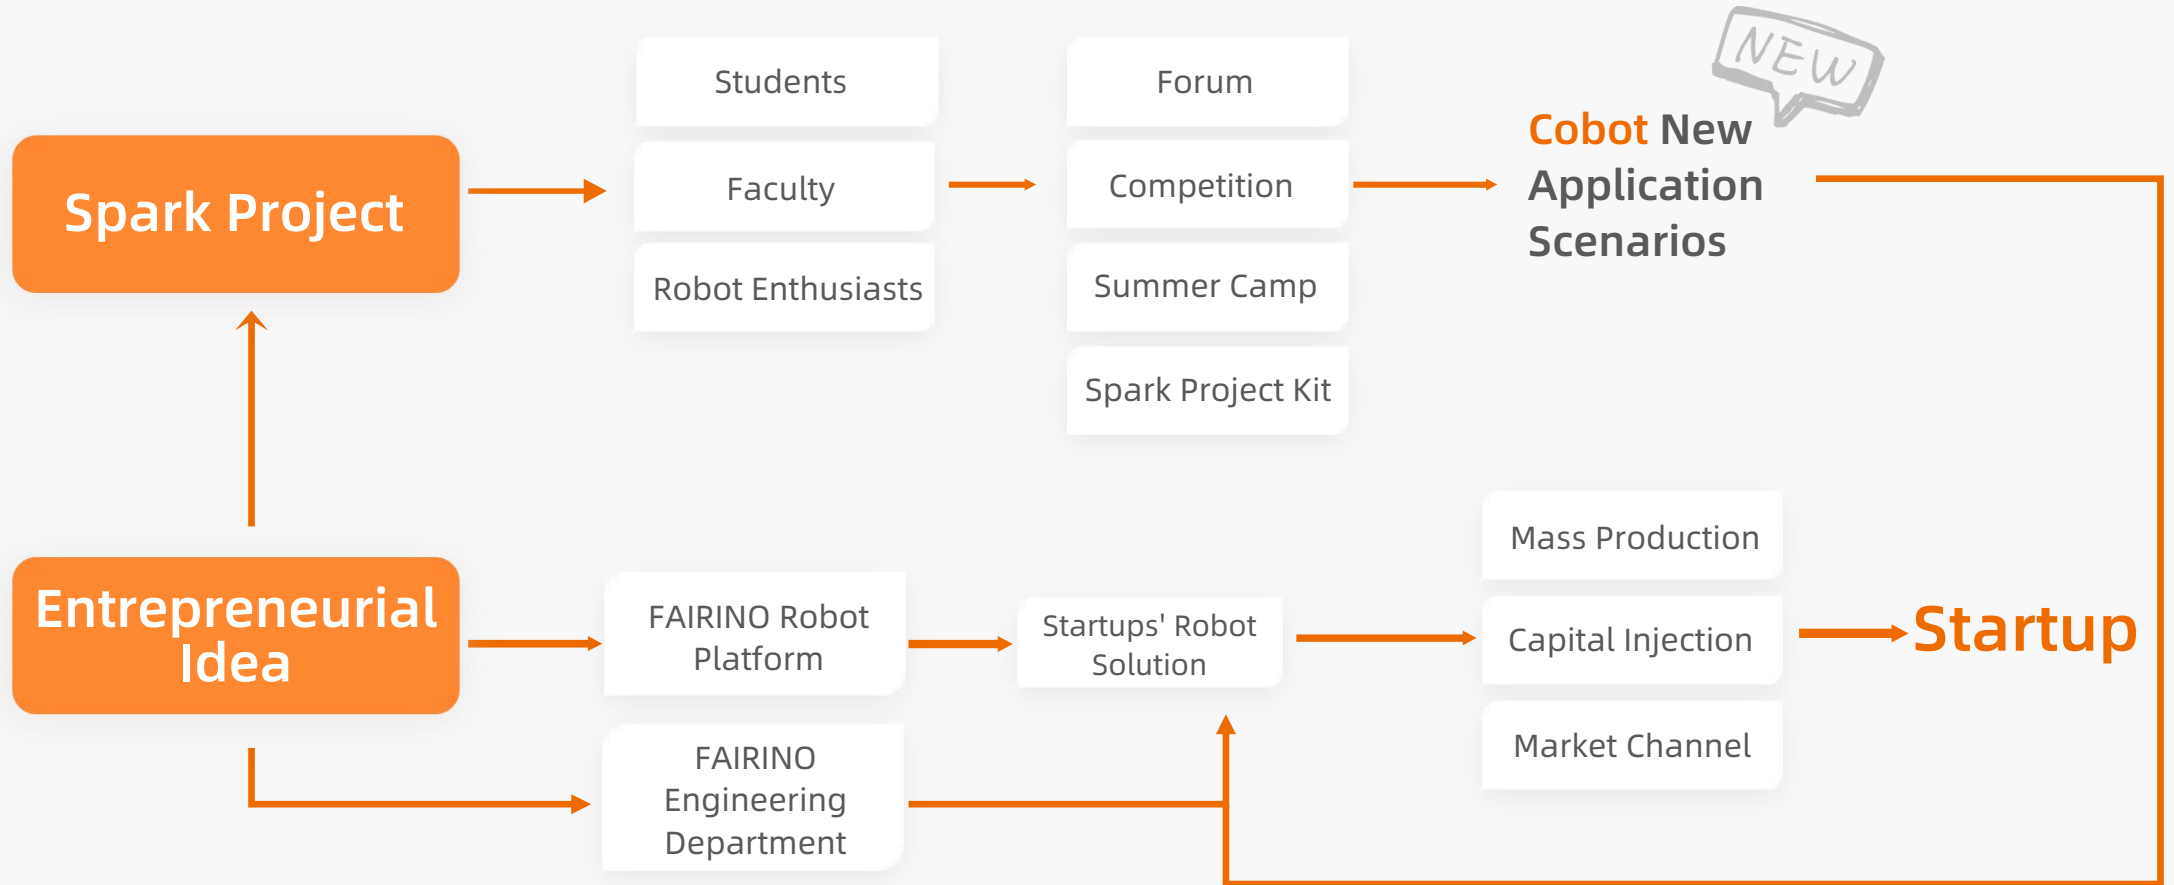 NEW
Students
Forum
Cobot New
Application
Scenarios
Spark Project
Faculty
Competition
Robot Enthusiasts
Summer Camp
Spark Project Kit
Entrepreneurial
Idea
FAIRINO Robot
Platform
Startups' Robot
Solution
Mass Production
Capital Injection
Market Channel
Startup
FAIRINO
Engineering
Department